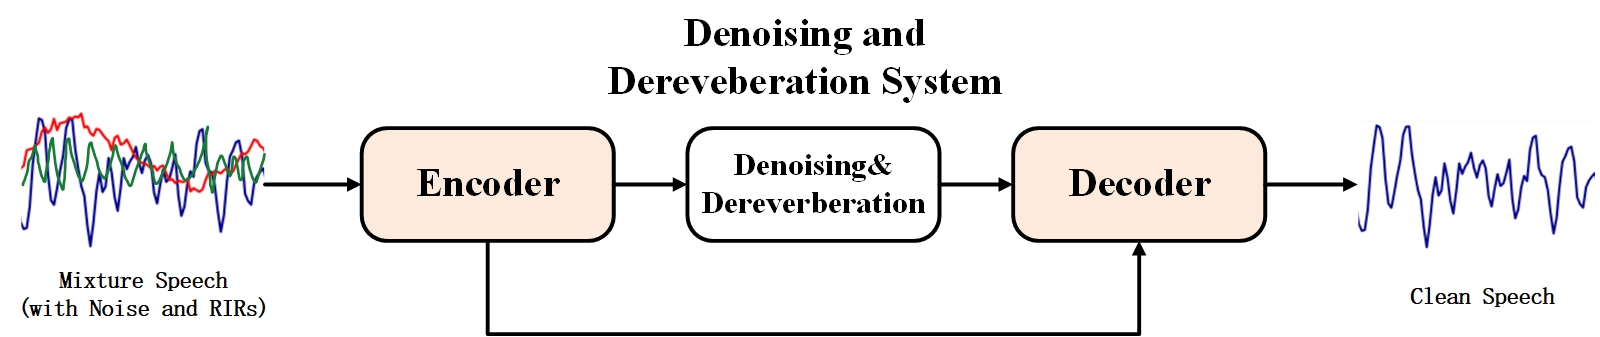 Denoising and
Dereveberation System
Encoder
Denoising&
Dereverberation
Decoder
Mixture Speech
(with Noise and RIRs)
Clean Speech